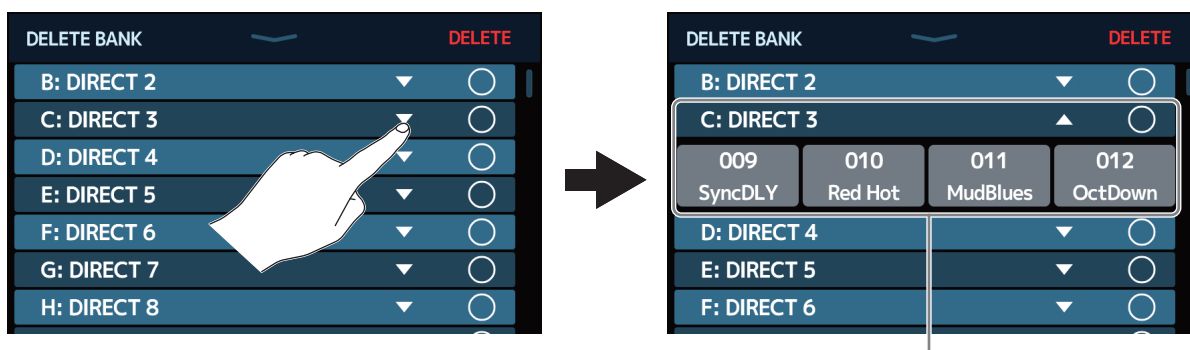 DELETE BANK DELETE
B: DIRECT 2
C: DIRECT 3
D: DIRECT 4
E: DIRECT 5
F: DIRECT 6
G: DIRECT 7
H: DIRECT 8
DELETE BANK DELETE
B: DIRECT 2
C: DIRECT 3
009 010 011 012
SyncDLY Red Hot MudBlues OctDown
D: DIRECT 4
E: DIRECT 5
F: DIRECT 6